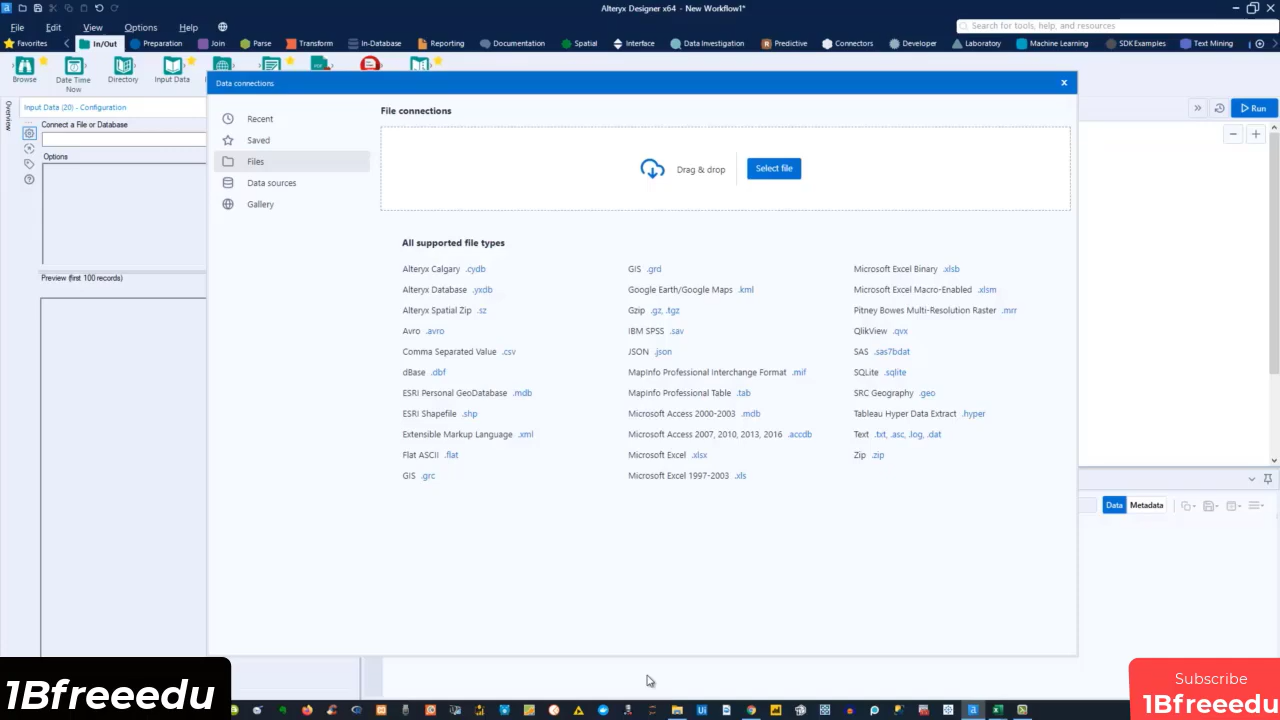 Alteryx Designer x64 - New Workflow1*
File Edit View Options Help
Search for tools, help, and resources
Favorites In/Out Preparation Join Parse Transform In-Database Reporting Documentation Spatial Interface Data Investigation Predictive Connectors Developer Laboratory Machine Learning SDK Examples Text Mining
Browse Date Time Now Directory Input Data
Data connections
Input Data (20) - Configuration
Connect a File or Database
Options
Preview (first 100 records)
Overview
Run
Recent
Saved
Files
Data sources
Gallery
File connections
Drag & drop
Select file
All supported file types
Alteryx Calgary .cydb
Alteryx Database .yxdb
Alteryx Spatial Zip .sz
Avro .avro
Comma Separated Value .csv
dBase .dbf
ESRI Personal GeoDatabase .mdb
ESRI Shapefile .shp
Extensible Markup Language .xml
Flat ASCII .flat
GIS .grc
GIS .grd
Google Earth/Google Maps .kml
Gzip .gz, .tgz
IBM SPSS .sav
JSON .json
MapInfo Professional Interchange Format .mif
MapInfo Professional Table .tab
Microsoft Access 2000-2003 .mdb
Microsoft Access 2007, 2010, 2013, 2016 .accdb
Microsoft Excel .xlsx
Microsoft Excel 1997-2003 .xls
Microsoft Excel Binary .xlsb
Microsoft Excel Macro-Enabled .xlsm
Pitney Bowes Multi-Resolution Raster .mrr
QlikView .qvx
SAS .sas7bdat
SQLite .sqlite
SRC Geography .geo
Tableau Hyper Data Extract .hyper
Text .txt, .asc, .log, .dat
Zip .zip
Data Metadata
1Bfreeedu
Subscribe
1Bfreeedu